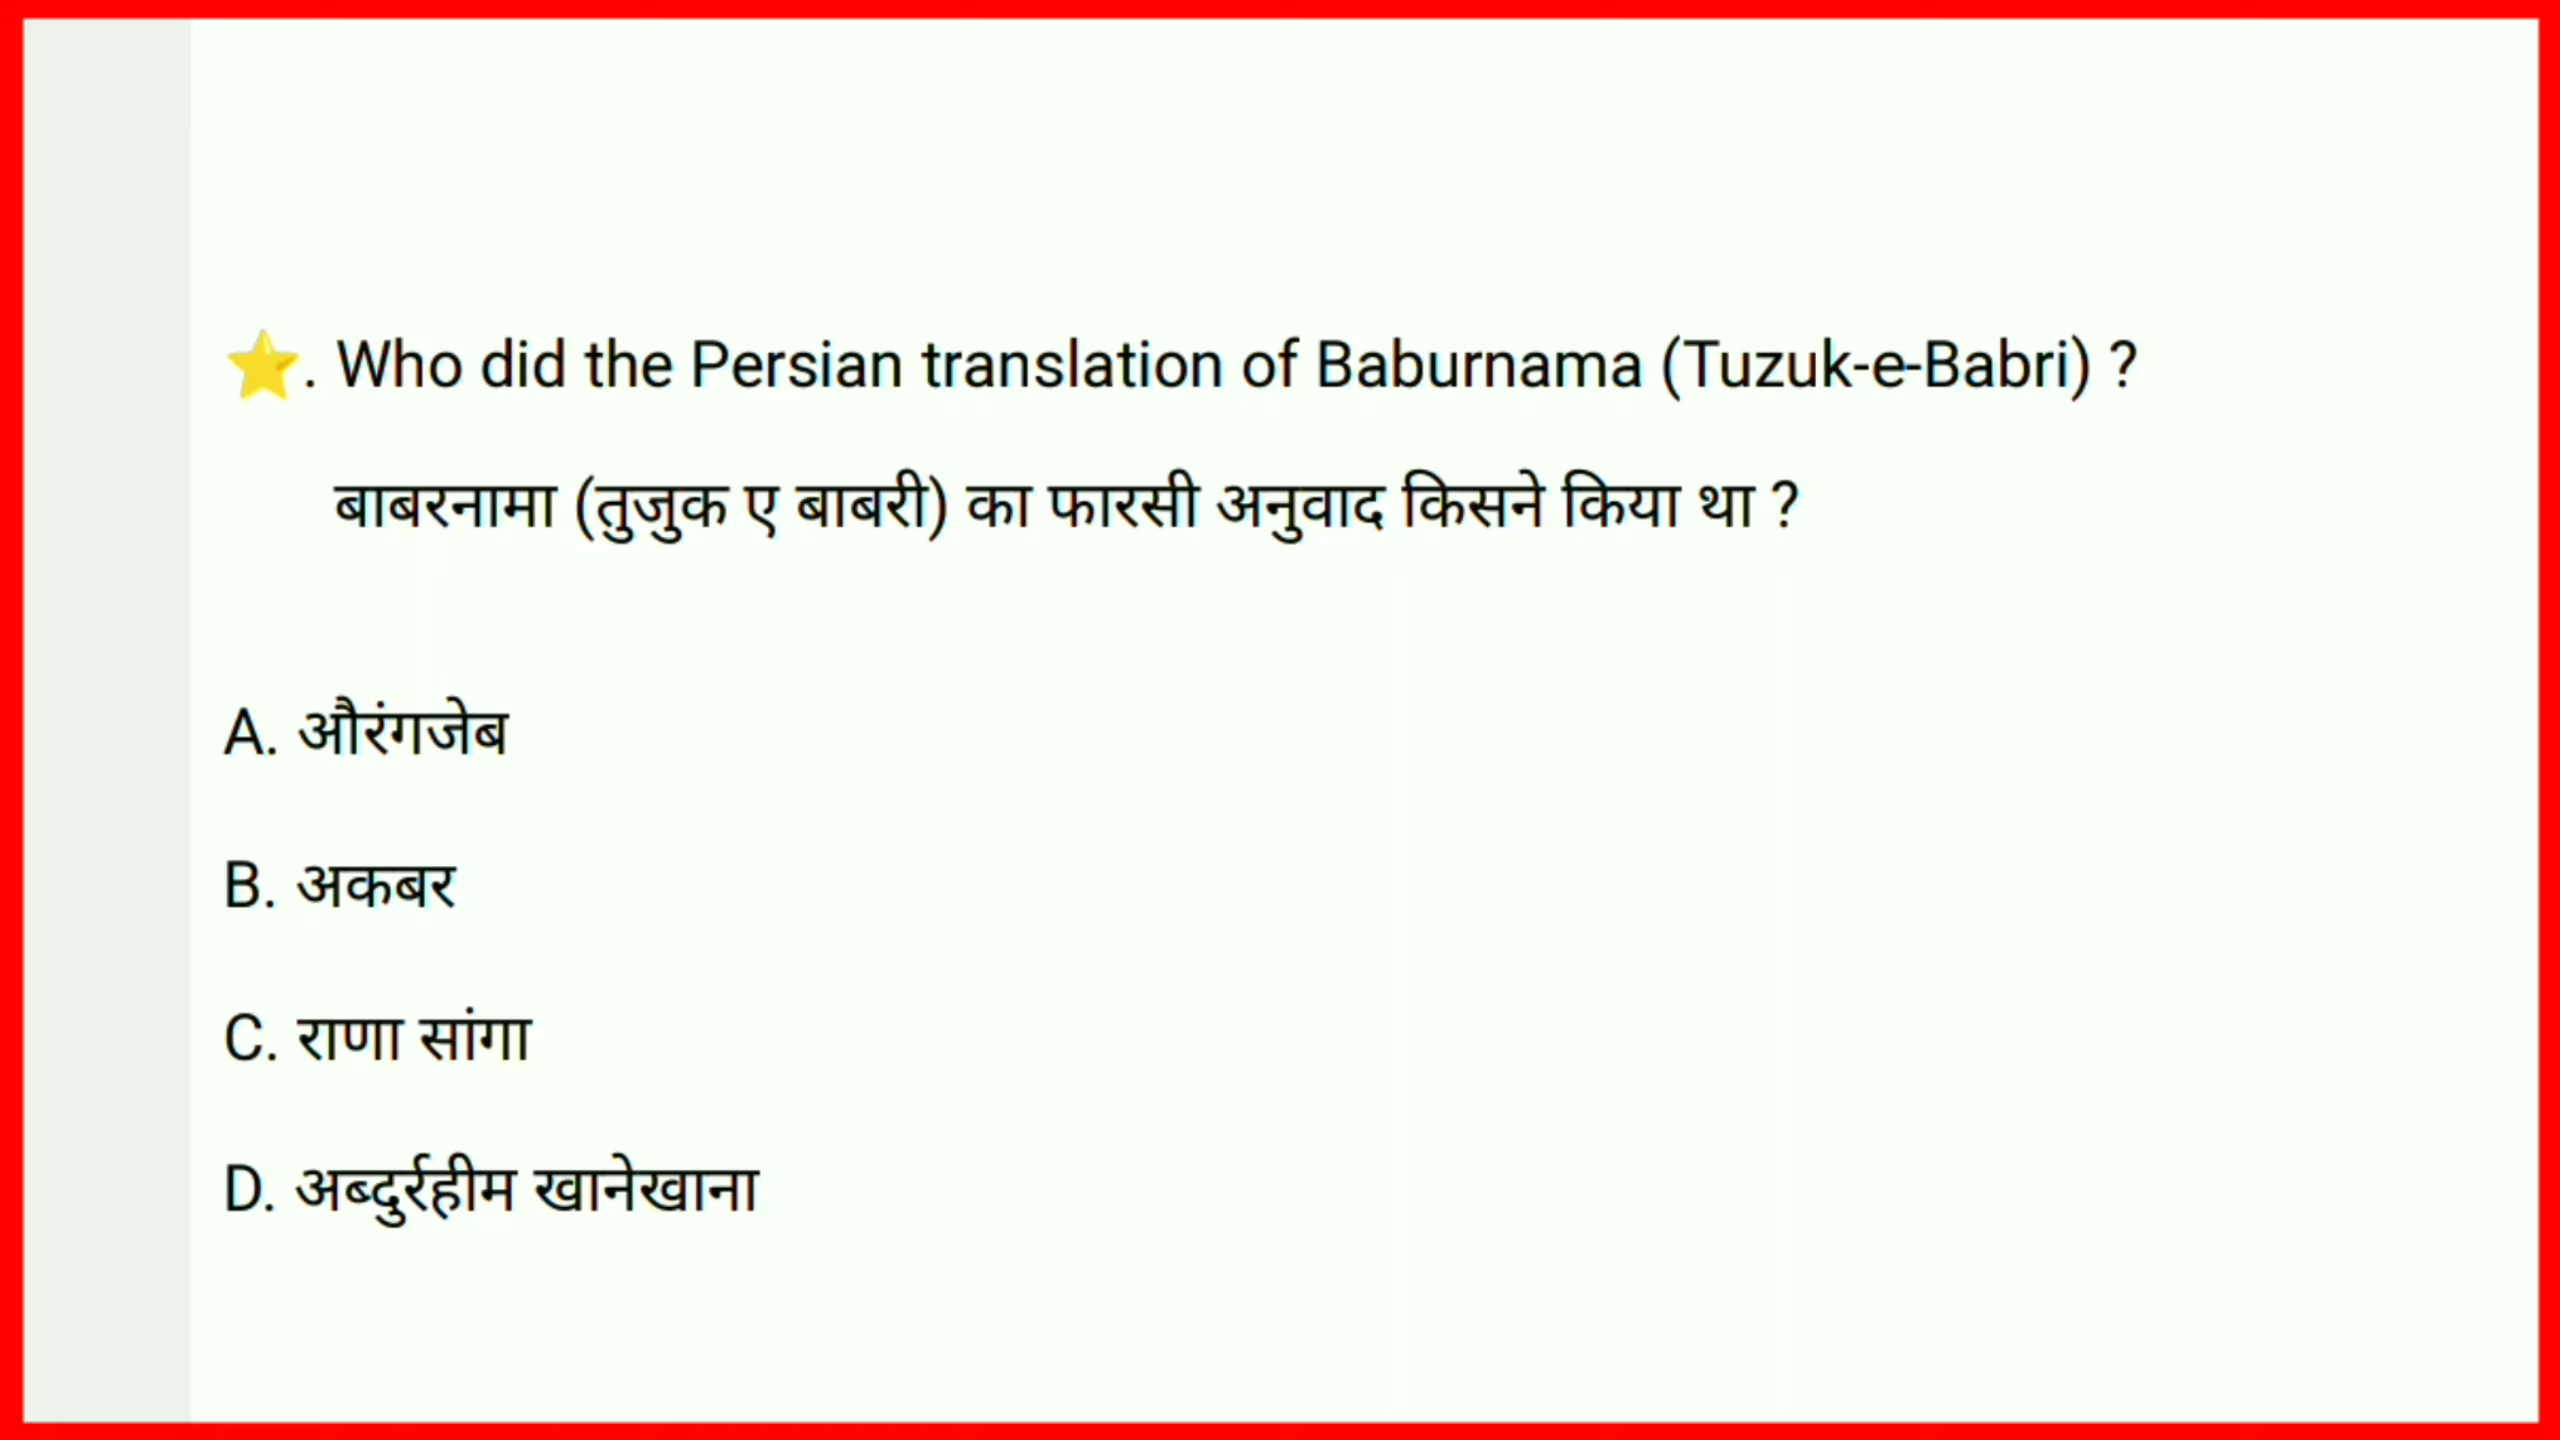 ⭐. Who did the Persian translation of Baburnama (Tuzuk-e-Babri) ?
बाबरनामा (तुजुक ए बाबरी) का फारसी अनुवाद किसने किया था ?
A. औरंगजेब
B. अकबर
C. राणा सांगा
D. अब्दुर्रहीम खानेखाना